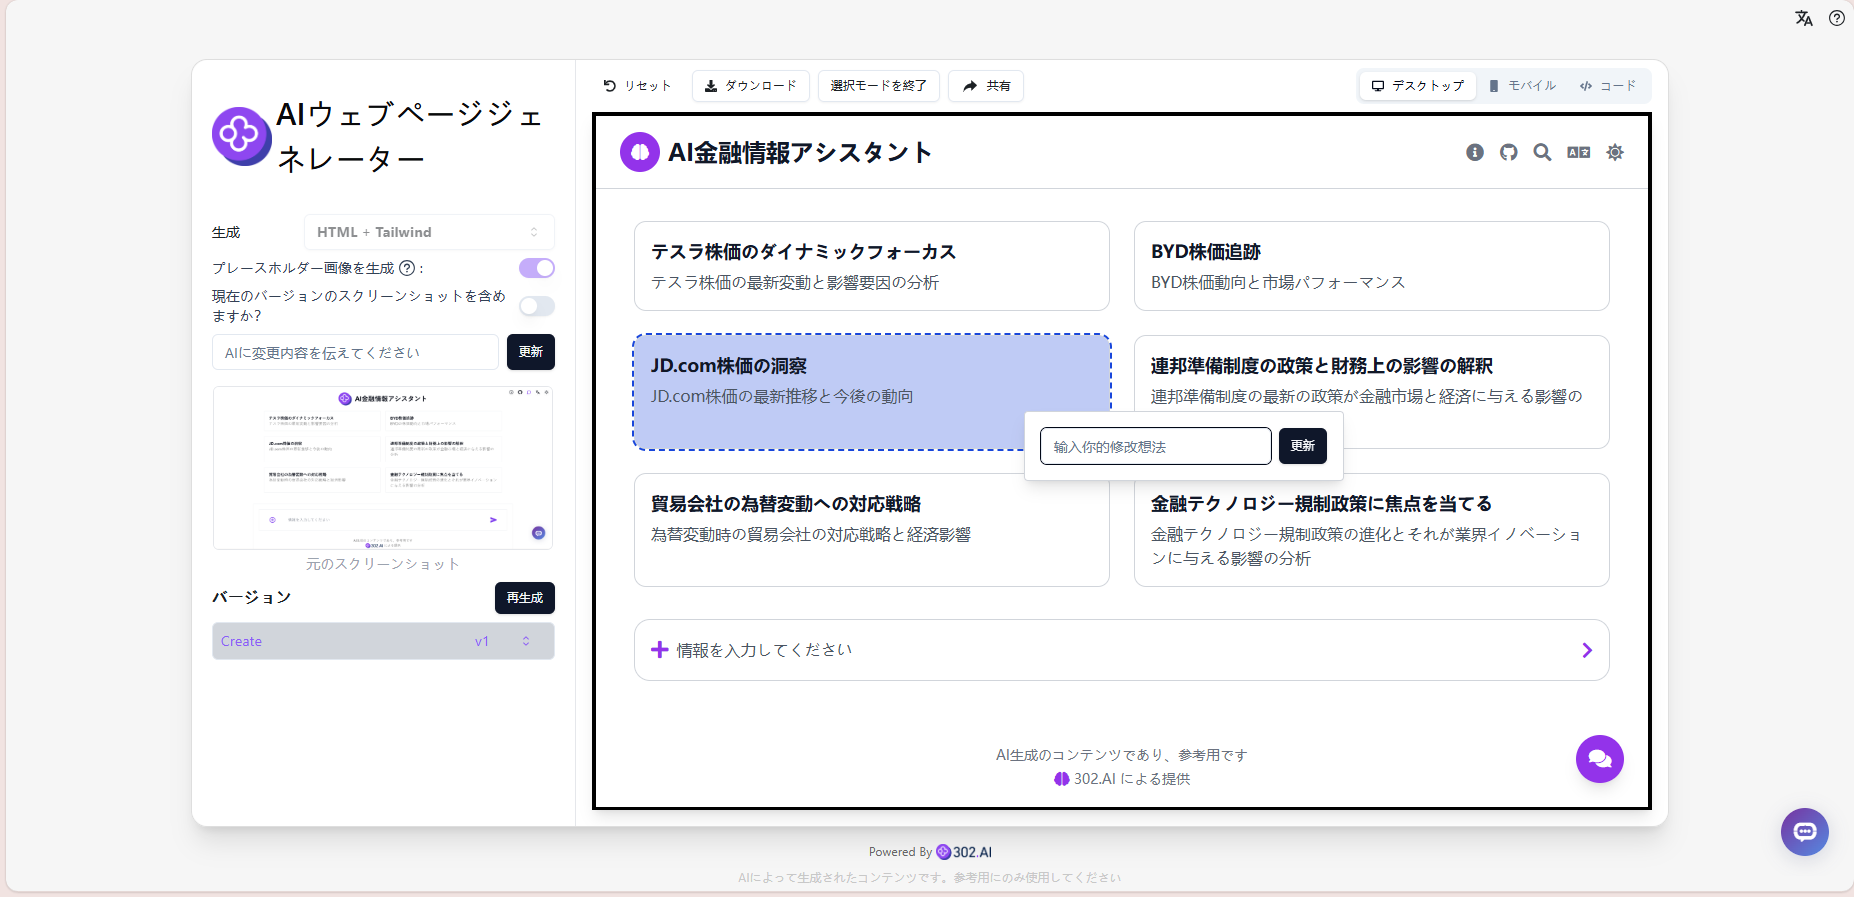 リセット
ダウンロード
選択モードを終了
共有
デスクトップ
モバイル
コード
AIウェブページジェ
ネレーター
生成
HTML + Tailwind
プレースホルダー画像を生成 ? :
現在のバージョンのスクリーンショットを含め
ますか？
AIに変更内容を伝えてください
更新
AI金融情報アシスタント
元のスクリーンショット
バージョン
再生成
Create
v1
AI金融情報アシスタント
テスラ株価のダイナミックフォーカス
テスラ株価の最新変動と影響要因の分析
BYD株価追跡
BYD株価動向と市場パフォーマンス
JD.com株価の洞察
JD.com株価の最新推移と今後の動向
連邦準備制度の政策と財務上の影響の解釈
連邦準備制度の最新の政策が金融市場と経済に与える影響の
输入你的修改想法
更新
貿易会社の為替変動への対応戦略
為替変動時の貿易会社の対応戦略と経済影響
金融テクノロジー規制政策に焦点を当てる
金融テクノロジー規制政策の進化とそれが業界イノベーショ
ンに与える影響の分析
情報を入力してください
AI生成のコンテンツであり、参考用です
302.AI による提供
Powered By 302.AI
AIによって生成されたコンテンツです。参考用にのみ使用してください